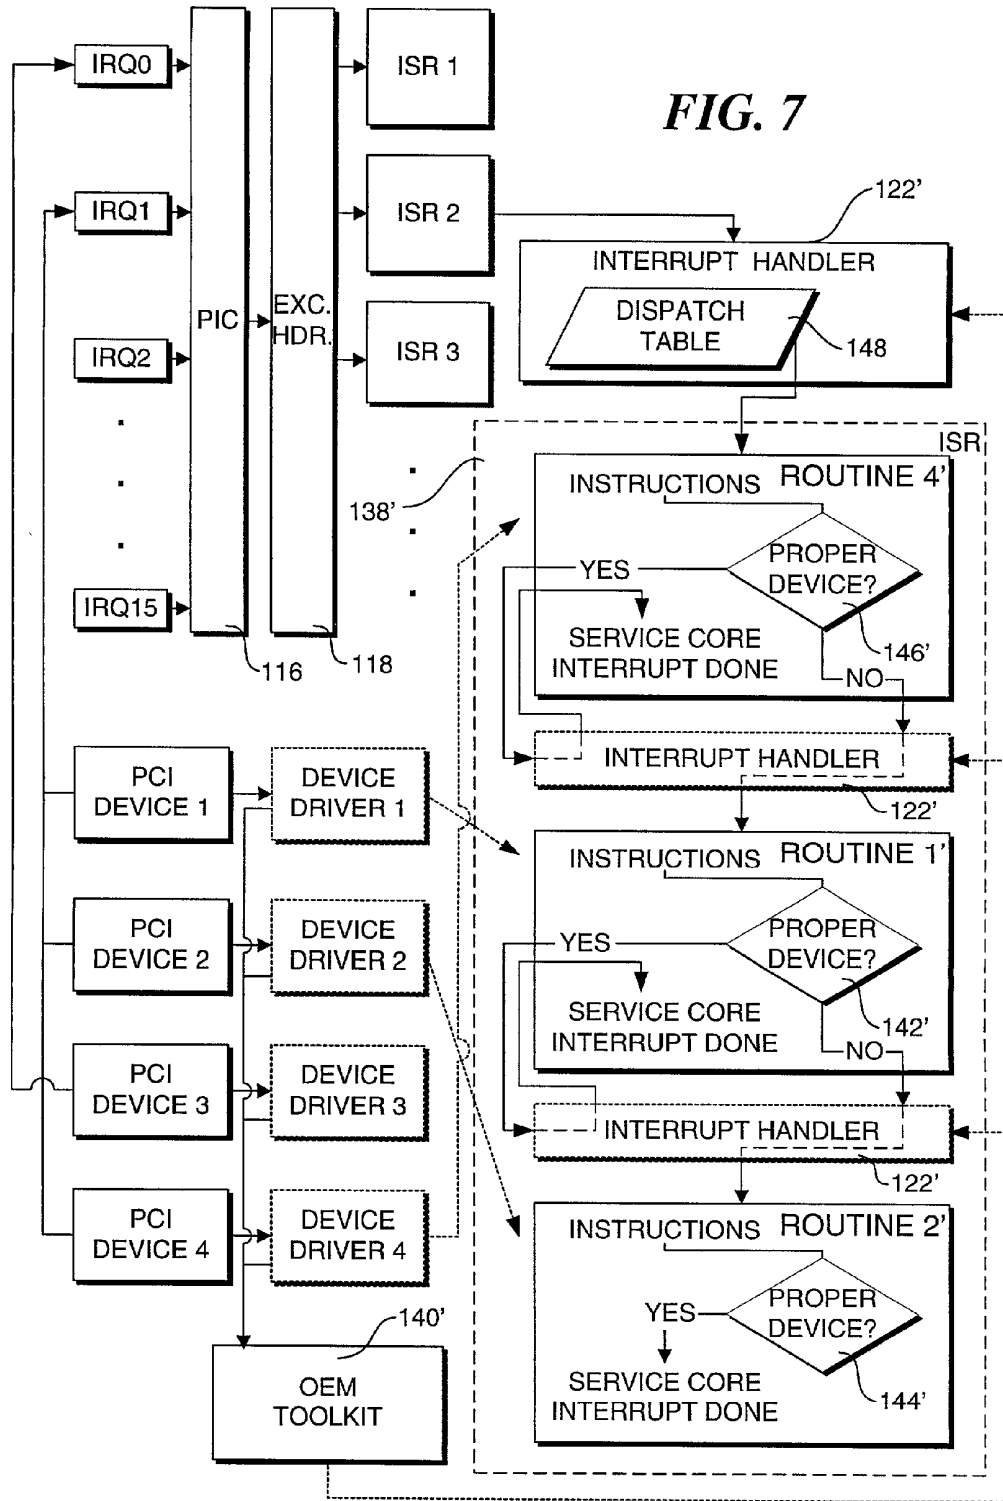 FIG. 7
IRQ0
IRQ1
IRQ2
IRQ15
PIC
EXC.
HDR.
116
118
ISR 1
ISR 2
ISR 3
122'
INTERRUPT HANDLER
DISPATCH
TABLE
148
138'
ISR
ROUTINE 4'
INSTRUCTIONS
PROPER
DEVICE?
YES
SERVICE CORE
INTERRUPT DONE
146'
NO
INTERRUPT HANDLER
122'
ROUTINE 1'
INSTRUCTIONS
PROPER
DEVICE?
YES
SERVICE CORE
INTERRUPT DONE
142'
NO
INTERRUPT HANDLER
122'
ROUTINE 2'
INSTRUCTIONS
PROPER
DEVICE?
YES
SERVICE CORE
INTERRUPT DONE
144'
PCI
DEVICE 1
DEVICE
DRIVER 1
PCI
DEVICE 2
DEVICE
DRIVER 2
PCI
DEVICE 3
DEVICE
DRIVER 3
PCI
DEVICE 4
DEVICE
DRIVER 4
140'
OEM
TOOLKIT